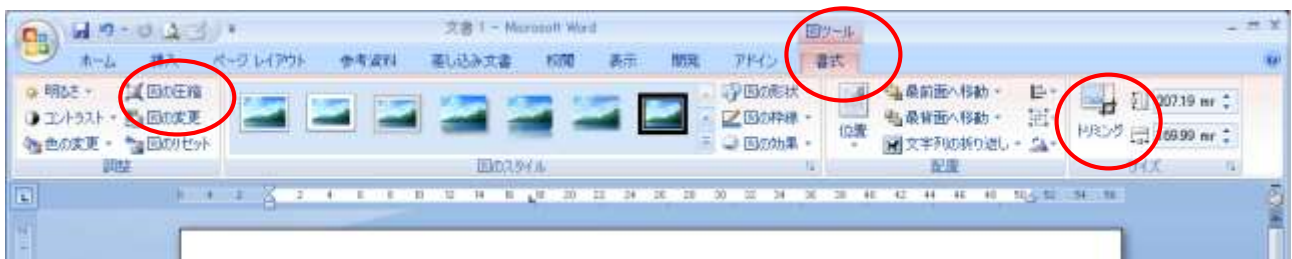 文書 1 - Microsoft Word
図ツール
ホーム 挿入 ページ レイアウト 参考資料 差し込み文書 校閲 表示 開発 アドイン 書式
明るさ 図の圧縮
コントラスト 図の変更
色の変更 図のリセット
調整
図の形状
図の枠線
図の効果
図のスタイル
位置
最前面へ移動
最背面へ移動
文字列の折り返し
配置
トリミング
207.19 mr
169.99 mr
サイズ